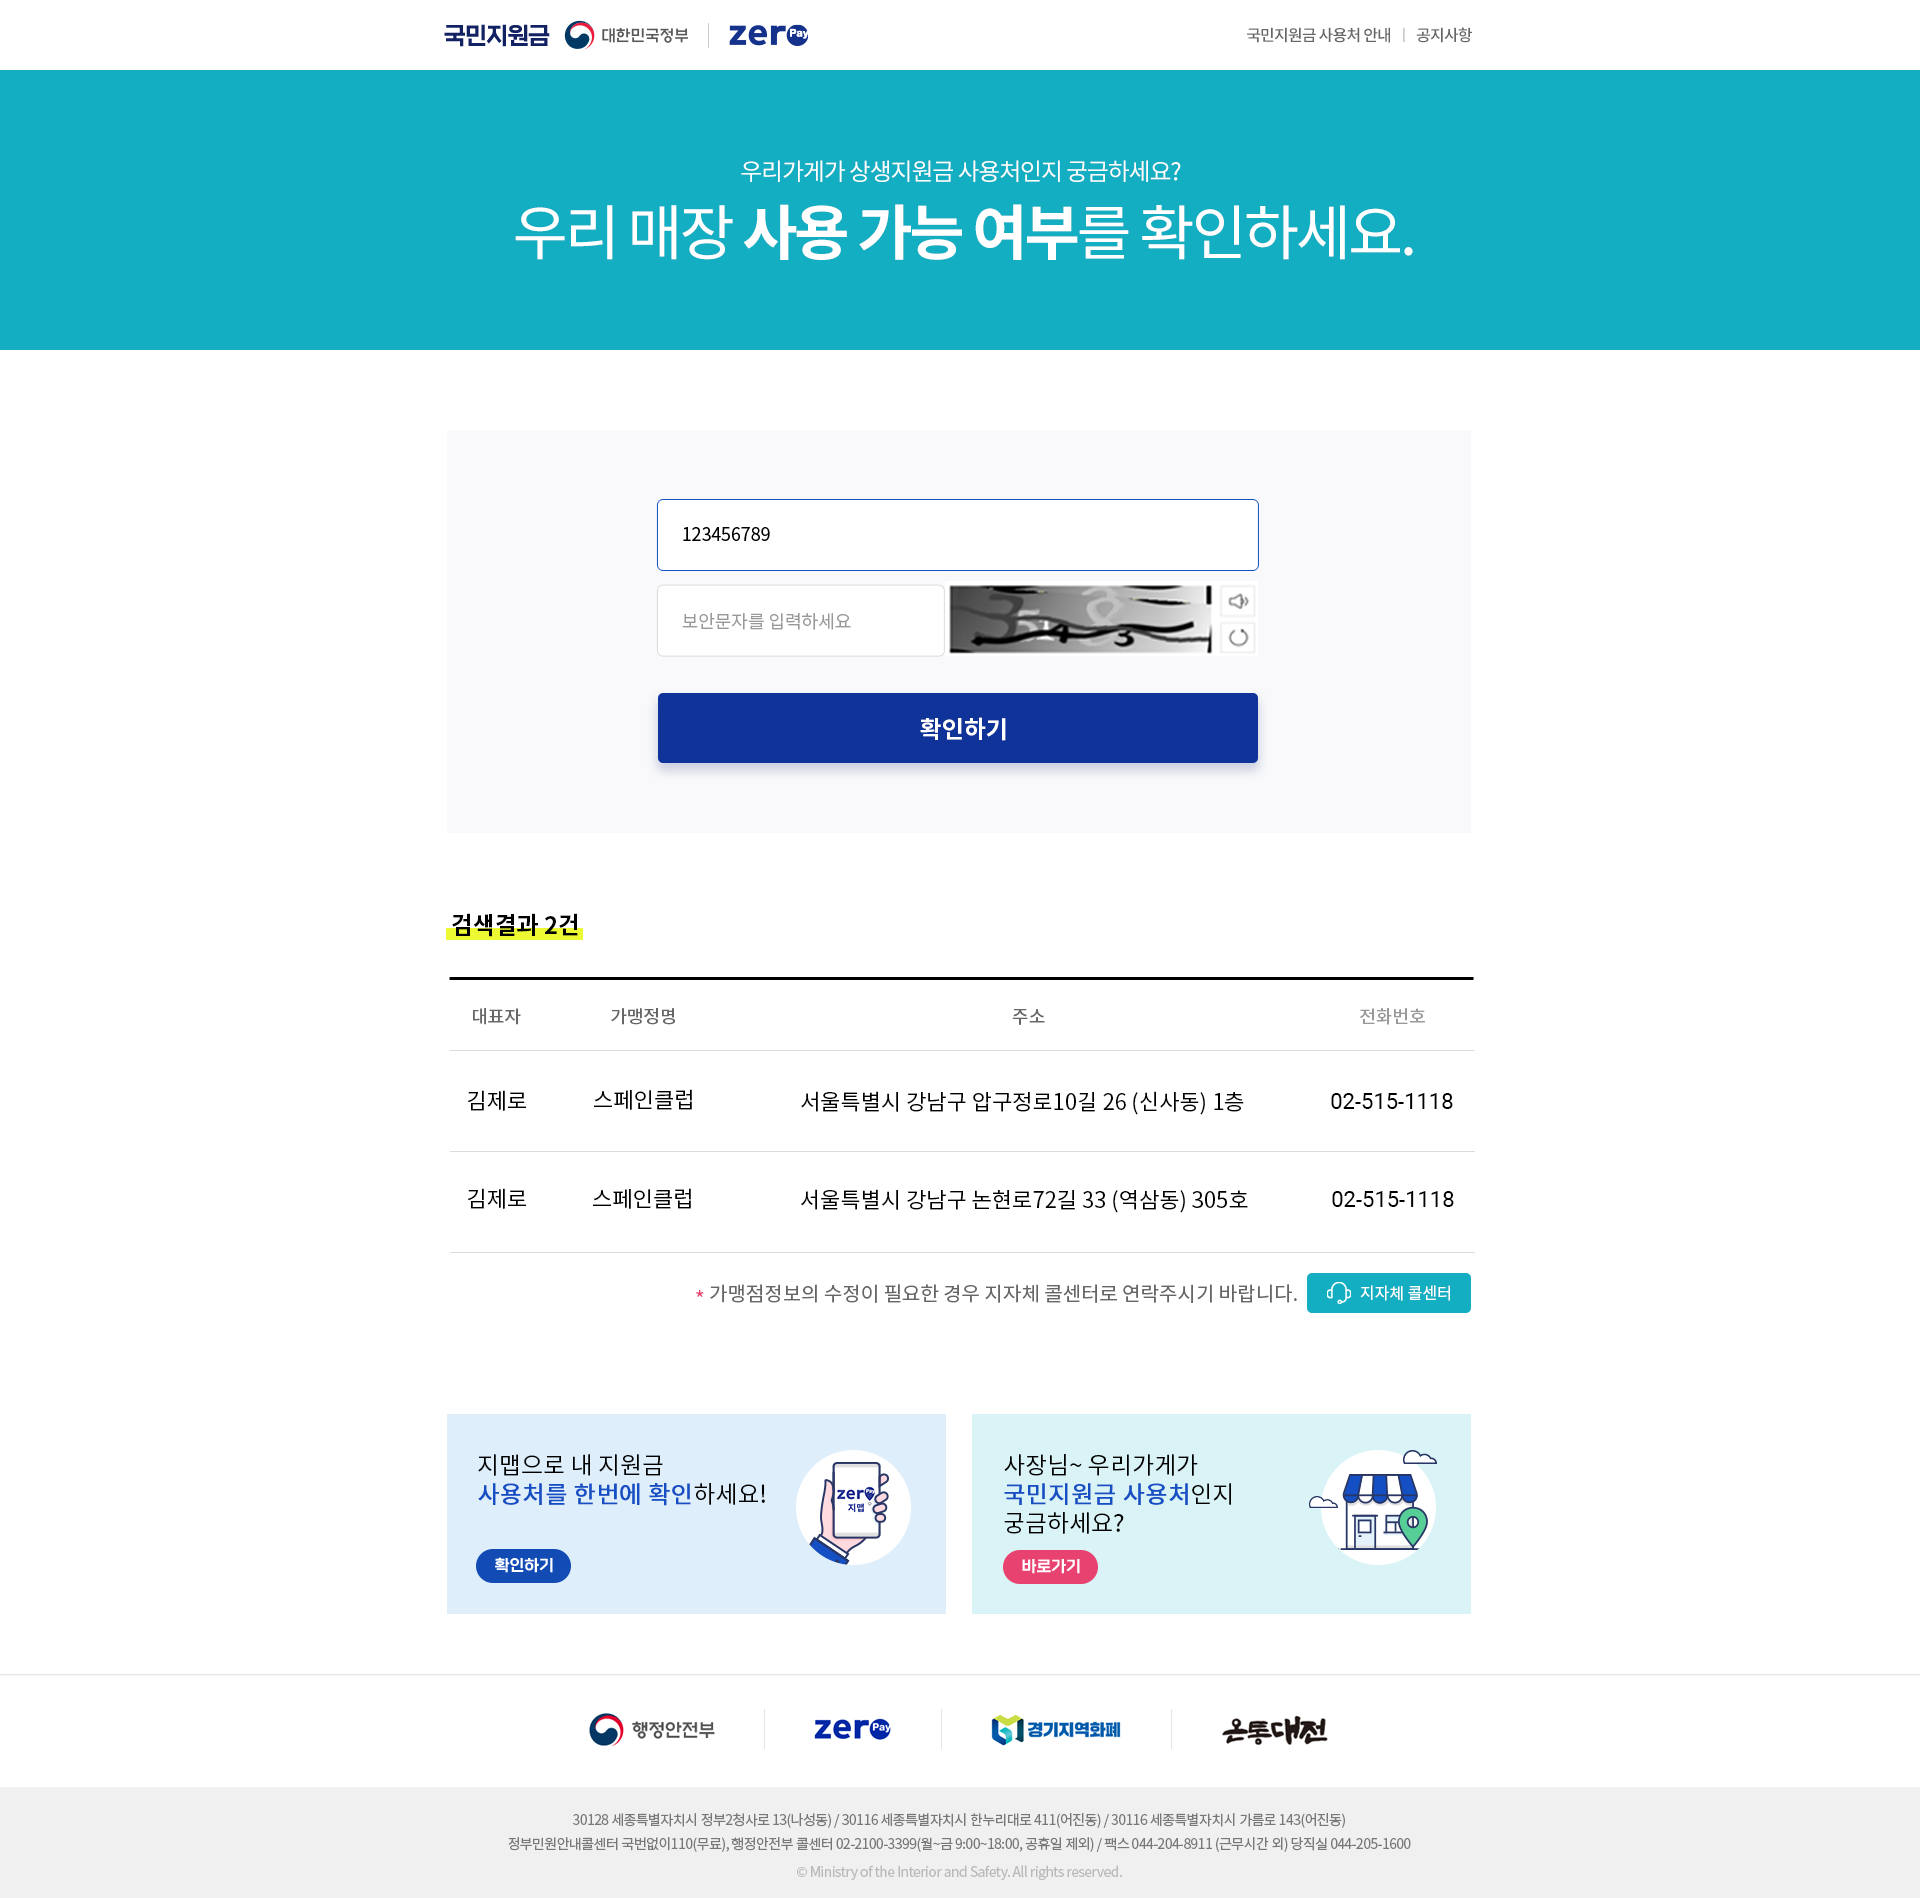 국민지원금 대한민국정부 zero Pay 국민지원금 사용처 안내 | 공지사항
우리가게가 상생지원금 사용처인지 궁금하세요?
우리 매장 사용 가능 여부를 확인하세요.
123456789
보안문자를 입력하세요
확인하기
검색결과 2건
대표자 가맹정명 주소 전화번호
김제로 스페인클럽 서울특별시 강남구 압구정로10길 26 (신사동) 1층 02-515-1118
김제로 스페인클럽 서울특별시 강남구 논현로72길 33 (역삼동) 305호 02-515-1118
* 가맹점정보의 수정이 필요한 경우 지자체 콜센터로 연락주시기 바랍니다. 지자체 콜센터
지맵으로 내 지원금
사용처를 한번에 확인하세요!
zero
지맵
확인하기
사장님~ 우리가게가
국민지원금 사용처인지
궁금하세요?
바로가기
행정안전부 zero Pay 경기지역화폐 온통대전
30128 세종특별자치시 정부2청사로 13(나성동) / 30116 세종특별자치시 한누리대로 411(어진동) / 30116 세종특별자치시 가름로 143(어진동)
정부민원안내콜센터 국번없이110(무료), 행정안전부 콜센터 02-2100-3399(월~금 9:00~18:00, 공휴일 제외) / 팩스 044-204-8911 (근무시간 외) 당직실 044-205-1600
© Ministry of the Interior and Safety. All rights reserved.